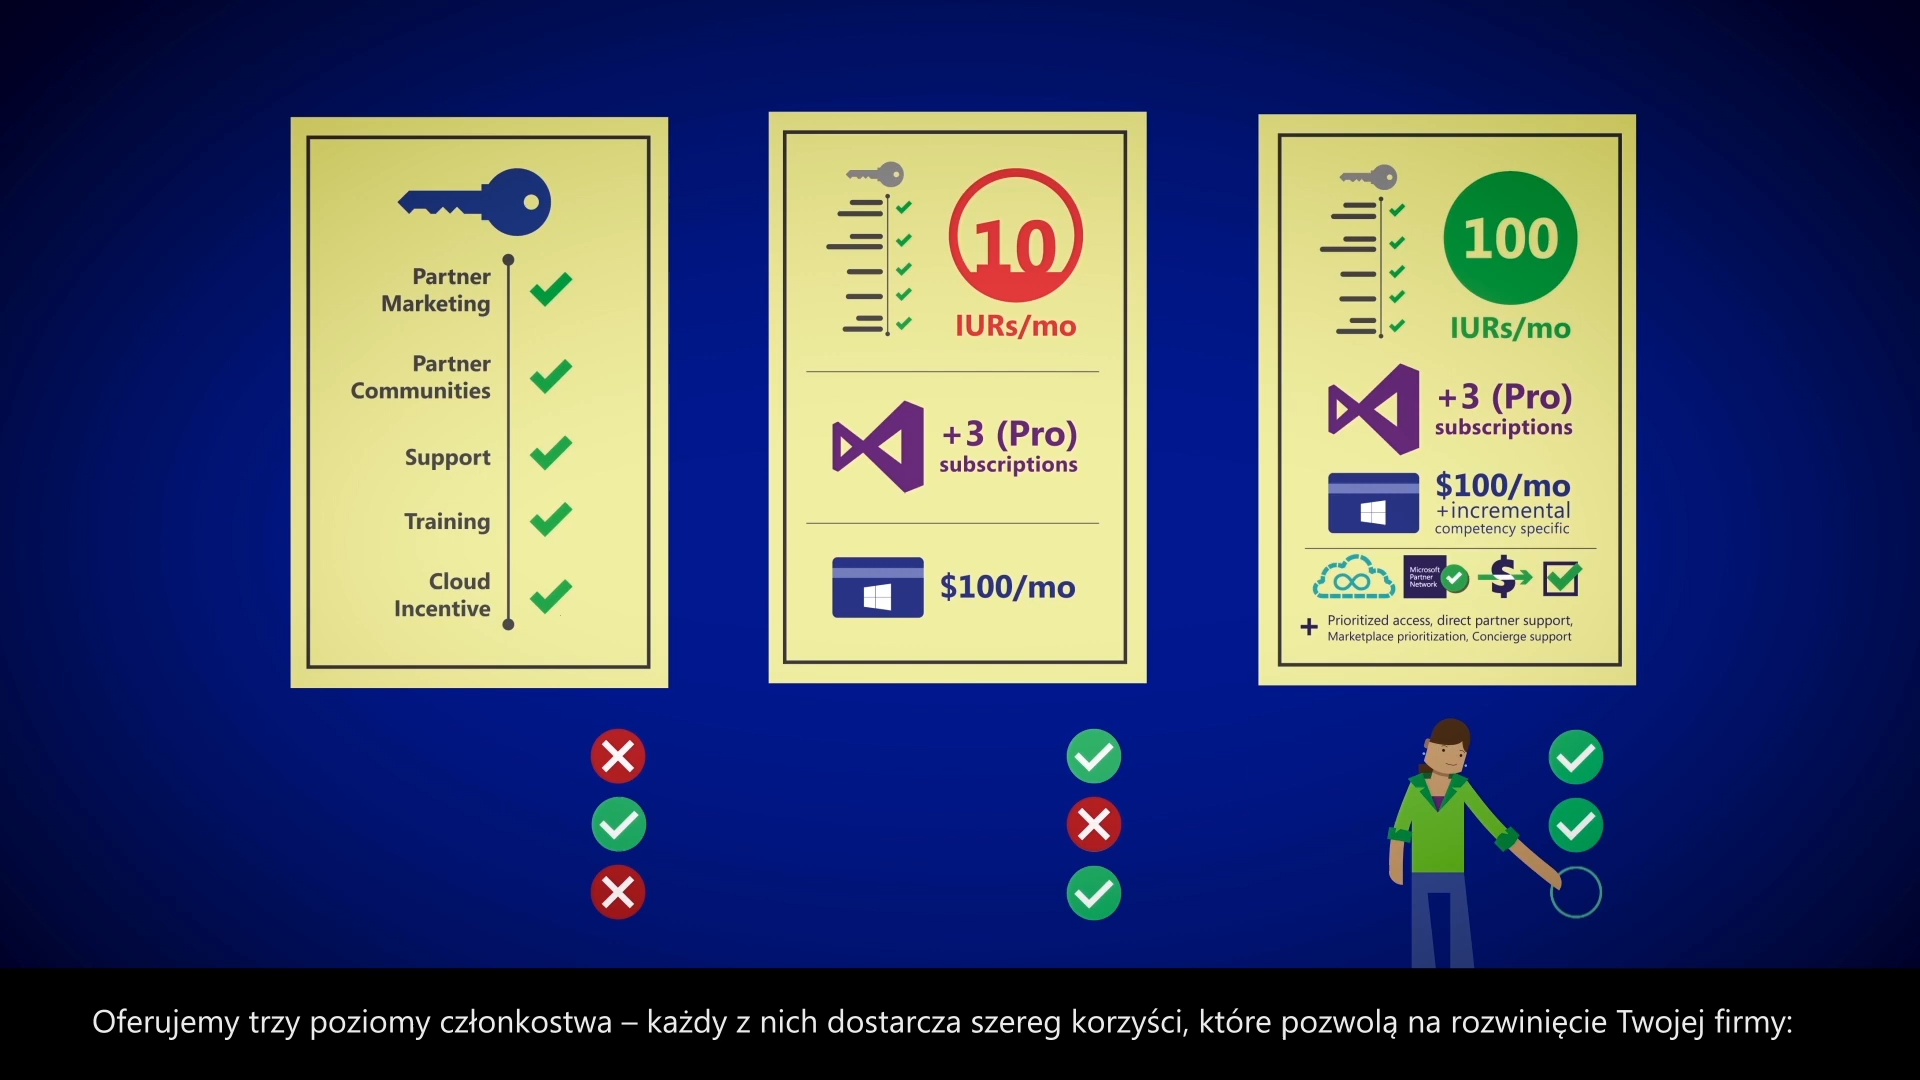 Partner
Marketing
Partner
Communities
Support
Training
Cloud
Incentive
10
IURs/mo
+3 (Pro)
subscriptions
$100/mo
100
IURs/mo
+3 (Pro)
subscriptions
$100/mo
+incremental
competency specific
Microsoft
Partner
Network
+ Prioritized access, direct partner support,
Marketplace prioritization, Concierge support
Oferujemy trzy poziomy członkostwa – każdy z nich dostarcza szereg korzyści, które pozwolą na rozwinięcie Twojej firmy: